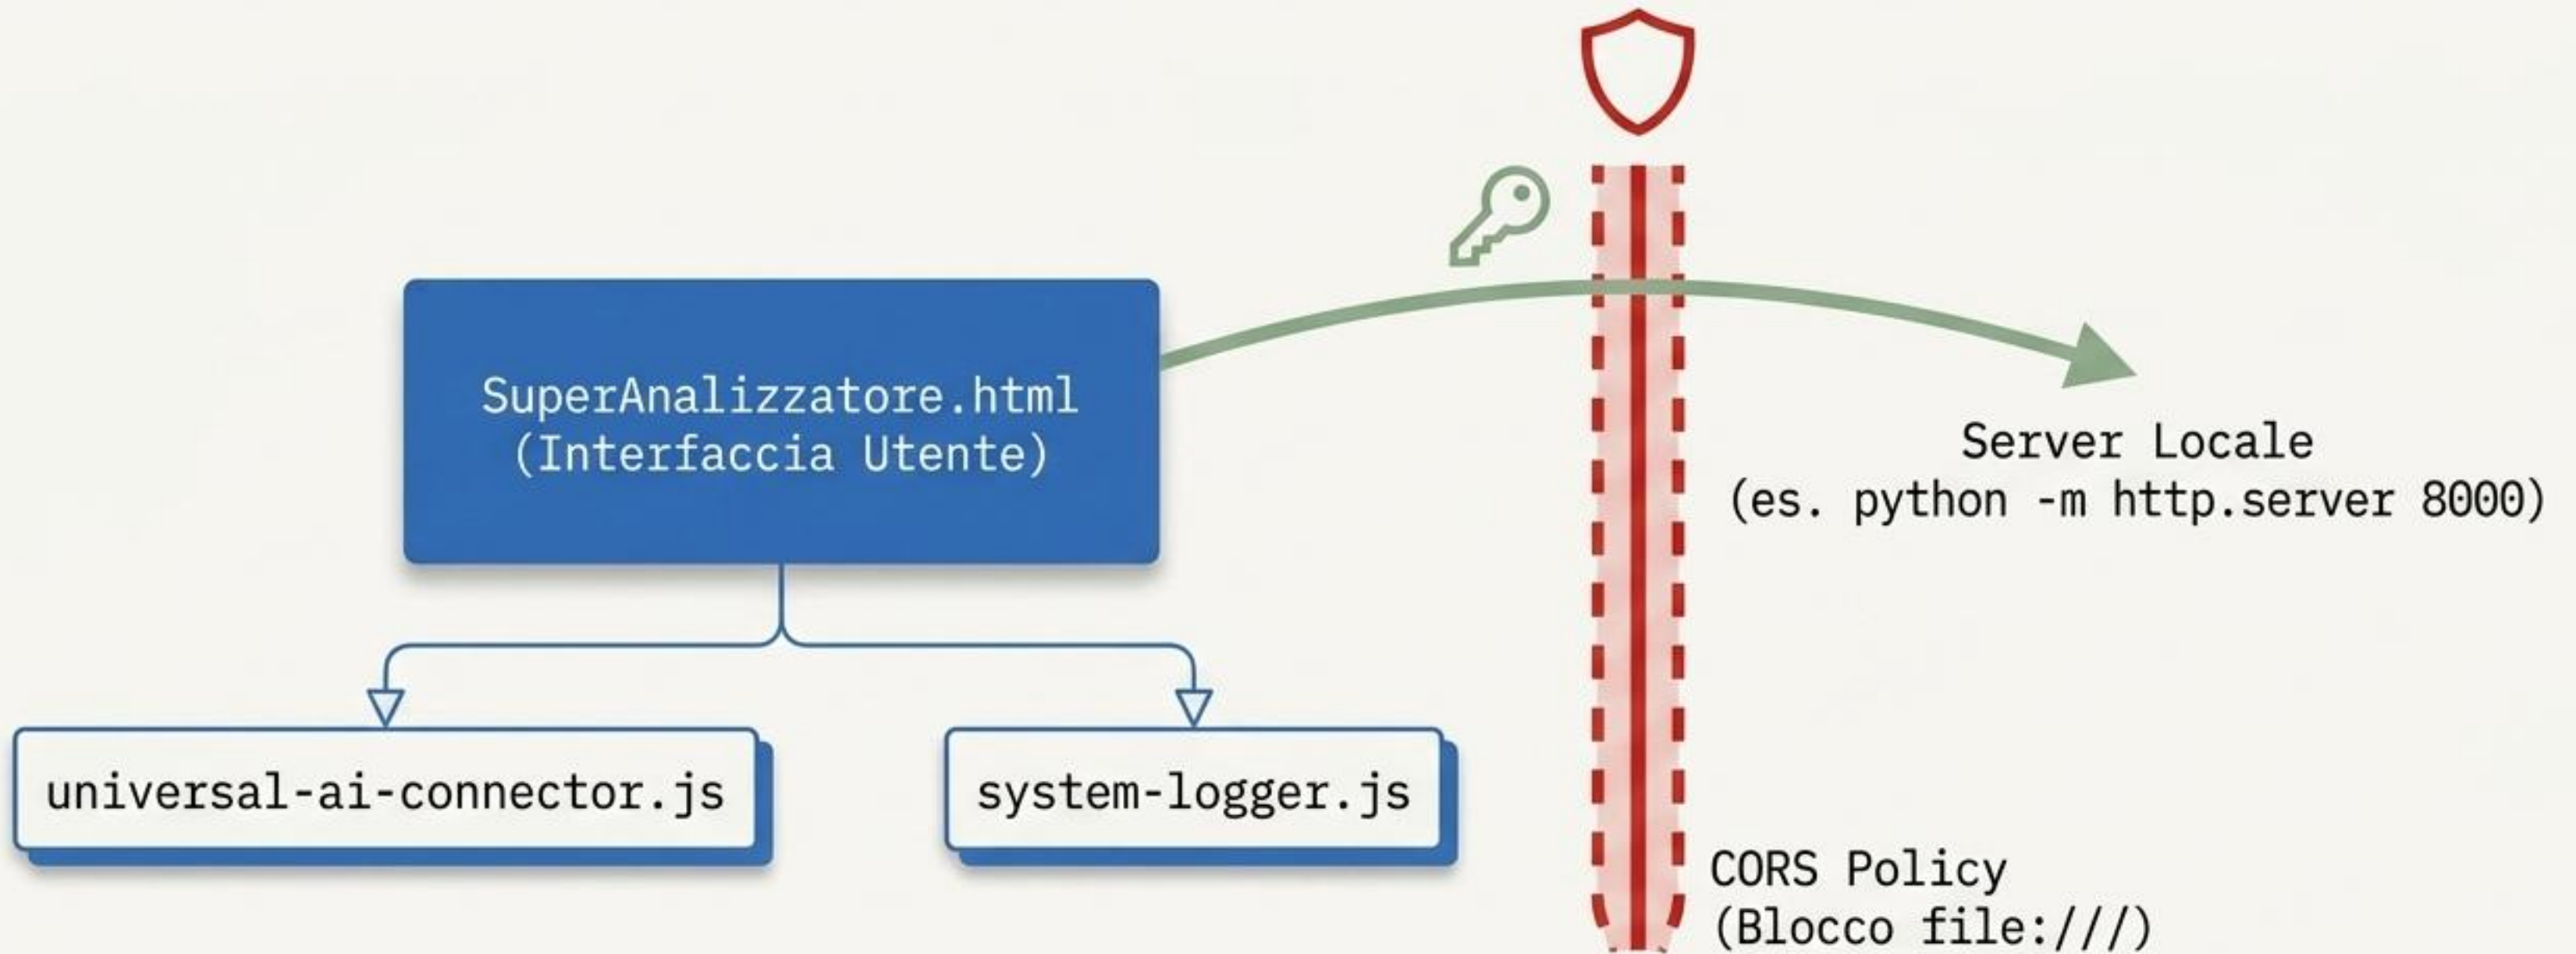 SuperAnalizzatore.html
(Interfaccia Utente)
Server Locale
(es. python -m http.server 8000)
universal-ai-connector.js
system-logger.js
CORS Policy
(Blocco file:///)